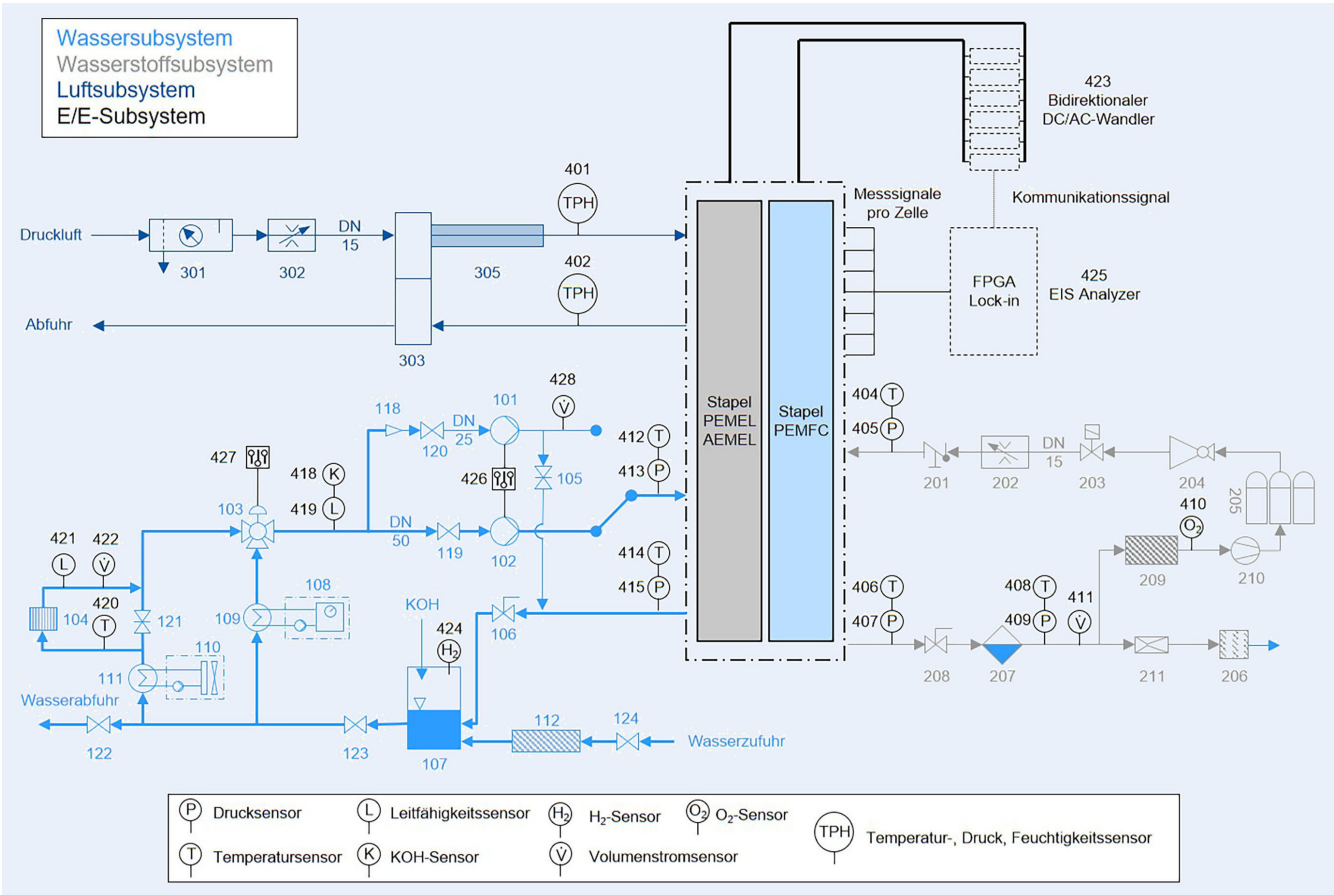 Wassersubsystem
Wasserstoffsubsystem
Luftsubsystem
E/E-Subsystem
423
Bidirektionaler
DC/AC-Wandler
Messsignale
pro Zelle
Kommunikationssignal
FPGA
Lock-in
425
EIS Analyzer
401
TPH
Druckluft
DN
15
301
302
305
402
TPH
Abfuhr
303
Stapel
PEMEL
AEMEL
Stapel
PEMFC
428
V̇
118
DN
25
101
120
105
412
T
413
P
427
418
K
419
L
426
103
DN
50
119
102
414
T
415
P
421
L
422
V̇
420
T
104
121
108
109
110
111
KOH
424
H₂
106
Wasserabfuhr
122
123
107
112
124
Wasserzufuhr
404
T
405
P
DN
15
201
202
203
204
205
410
O₂
209
210
406
T
407
P
408
T
409
P
411
V̇
208
207
211
206
P Drucksensor
L Leitfähigkeitssensor
H₂ H₂-Sensor
O₂ O₂-Sensor
TPH Temperatur-, Druck, Feuchtigkeitssensor
T Temperatursensor
K KOH-Sensor
V̇ Volumenstromsensor